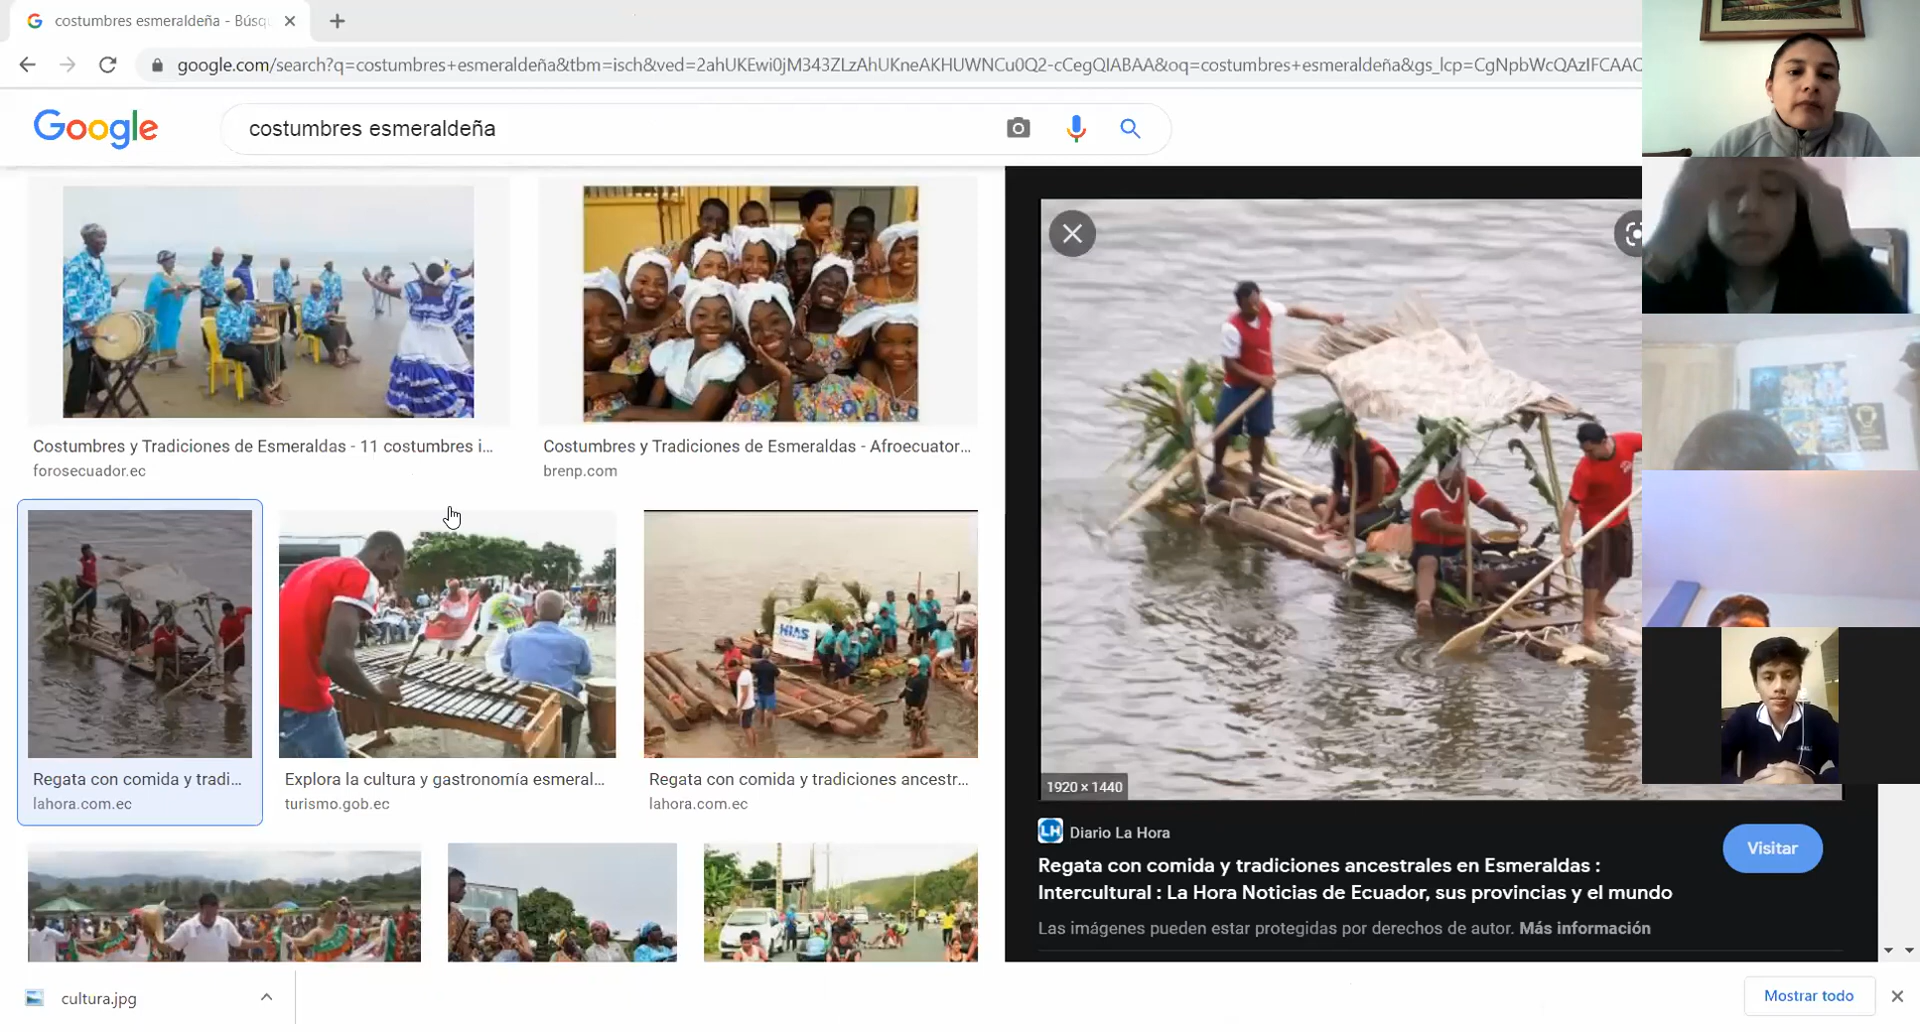 costumbres esmeraldeña - Búsq
google.com/search?q=costumbres+esmeraldeña&tbm=isch&ved=2ahUKEwi0jM343ZLzAhUKneAKHUWNCu0Q2-cCegQIABAA&oq=costumbres+esmeraldeña&gs_lcp=CgNpbWcQAzIFCAAQ
Google
costumbres esmeraldeña
Costumbres y Tradiciones de Esmeraldas - 11 costumbres i...
forosecuador.ec
Costumbres y Tradiciones de Esmeraldas - Afroecuator...
brenp.com
HIAS
Regata con comida y tradi...
lahora.com.ec
Explora la cultura y gastronomía esmeral...
turismo.gob.ec
Regata con comida y tradiciones ancestr...
lahora.com.ec
1920 × 1440
LH Diario La Hora
Visitar
Regata con comida y tradiciones ancestrales en Esmeraldas :
Intercultural : La Hora Noticias de Ecuador, sus provincias y el mundo
Las imágenes pueden estar protegidas por derechos de autor. Más información
cultura.jpg
Mostrar todo